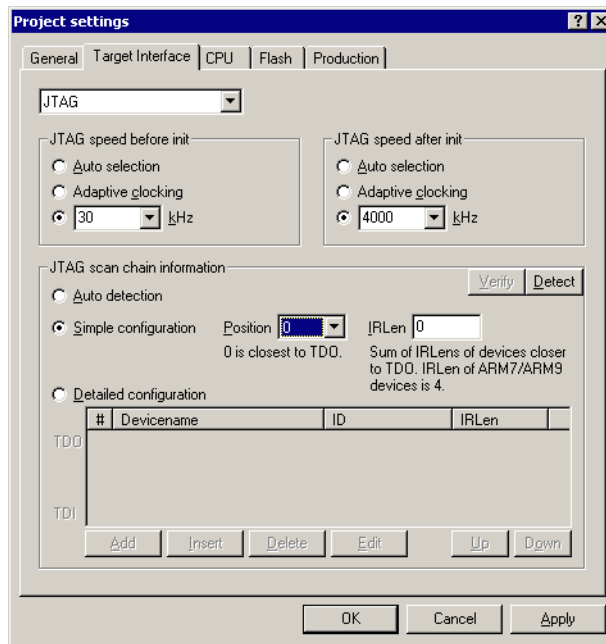 Project settings
General Target Interface CPU Flash Production
JTAG
JTAG speed before init
Auto selection
Adaptive clocking
30 kHz
JTAG speed after init
Auto selection
Adaptive clocking
4000 kHz
JTAG scan chain information
Verify Detect
Auto detection
Simple configuration Position 0 IRLen 0
0 is closest to TDO.
Sum of IRLens of devices closer
to TDO. IRLen of ARM7/ARM9
devices is 4.
Detailed configuration
# Devicename ID IRLen
TDO
TDI
Add Insert Delete Edit Up Down
OK Cancel Apply